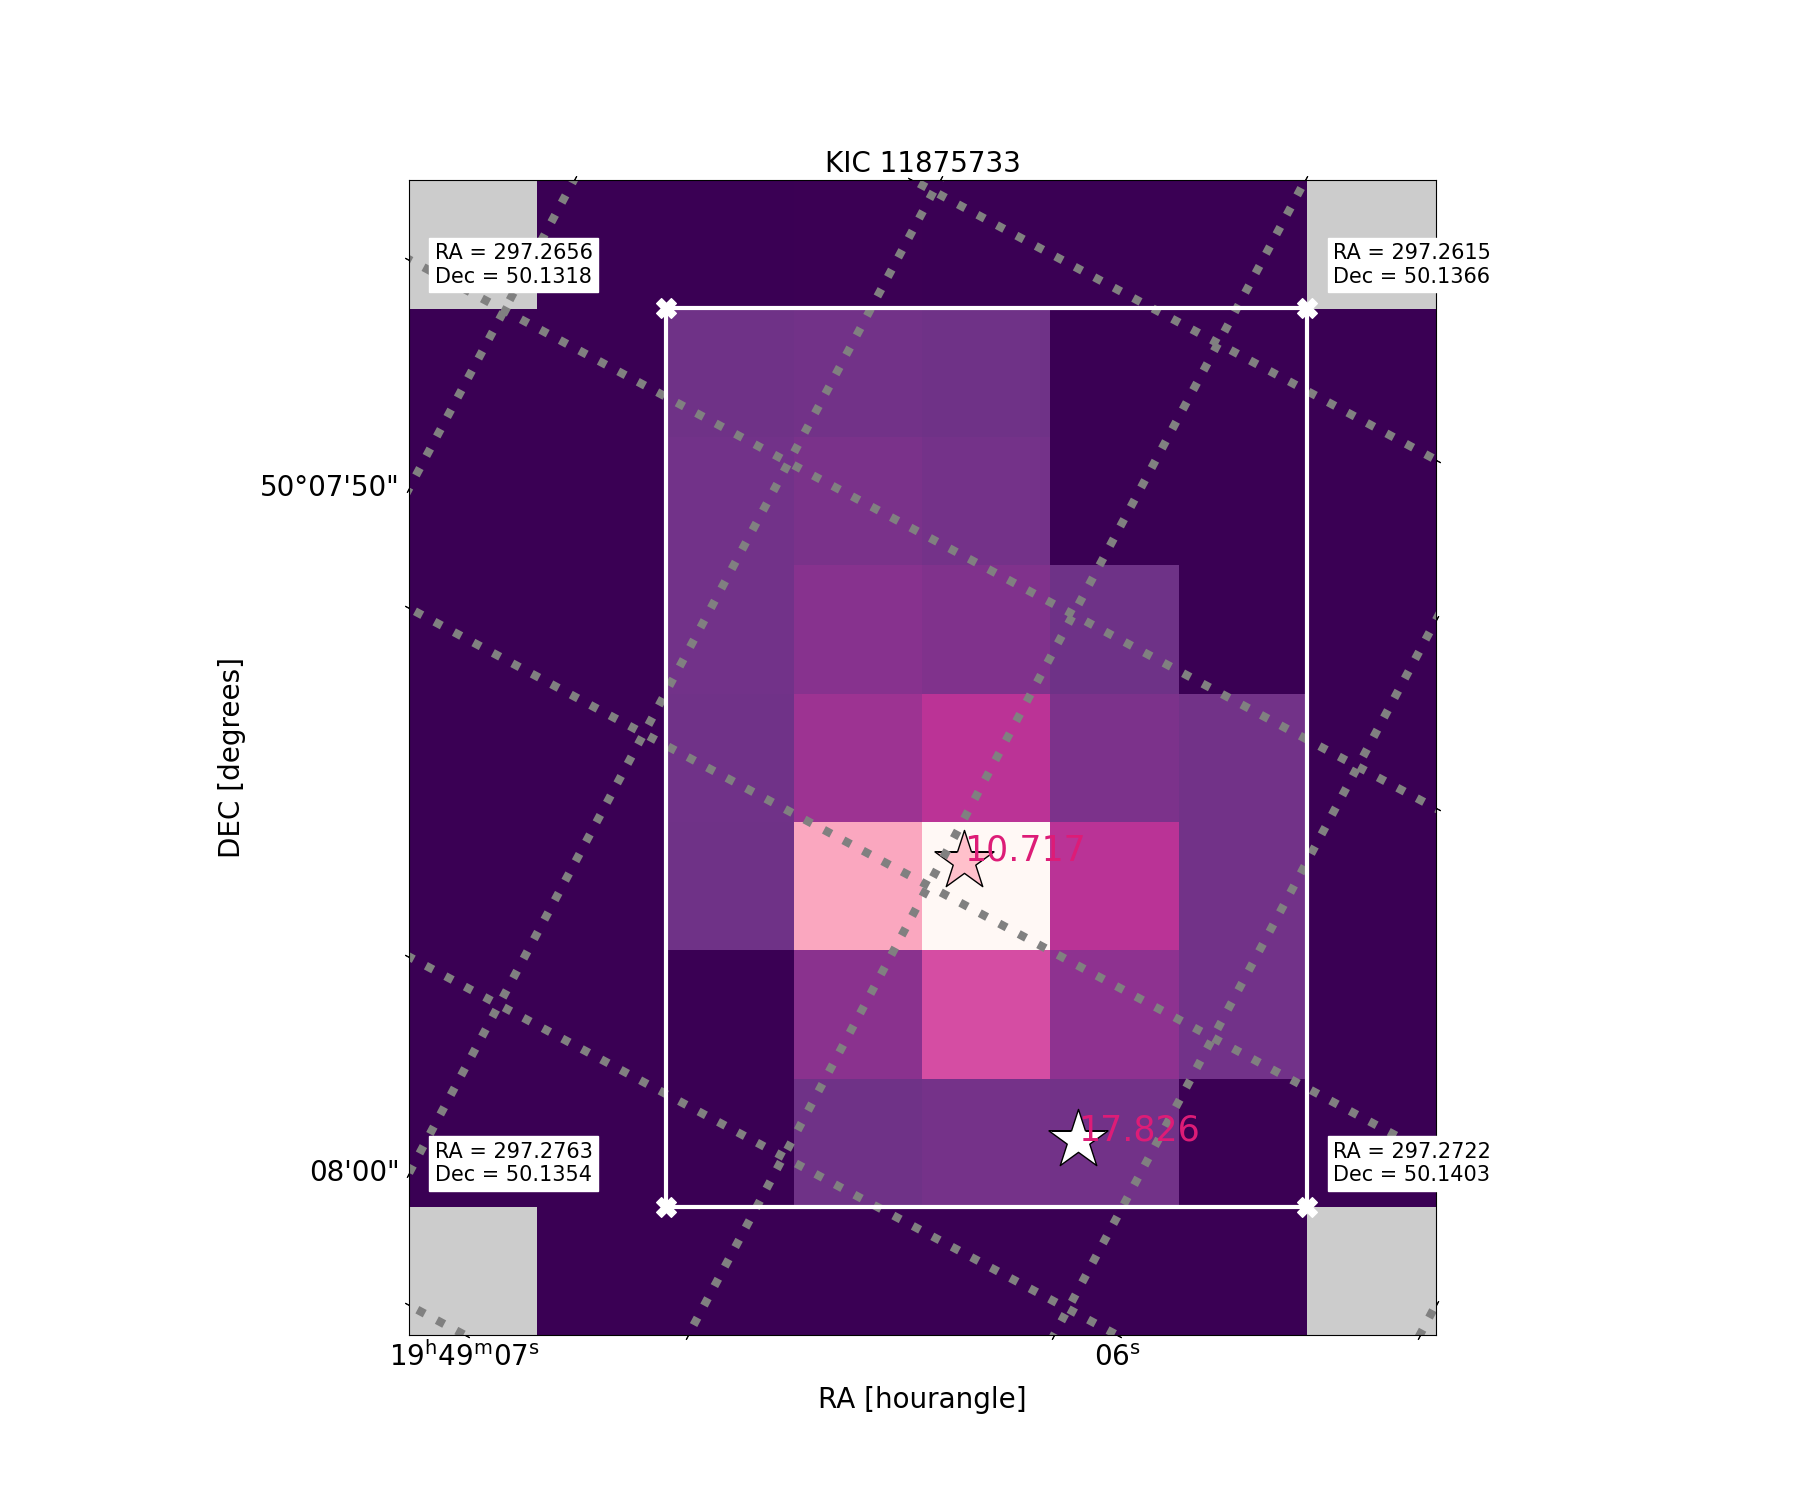 KIC 11875733
RA = 297.2656
Dec = 50.1318
RA = 297.2615
Dec = 50.1366
50°07'50"
DEC [degrees]
10.717
17.826
RA = 297.2763
Dec = 50.1354
RA = 297.2722
Dec = 50.1403
08'00"
19h49m07s
06s
RA [hourangle]